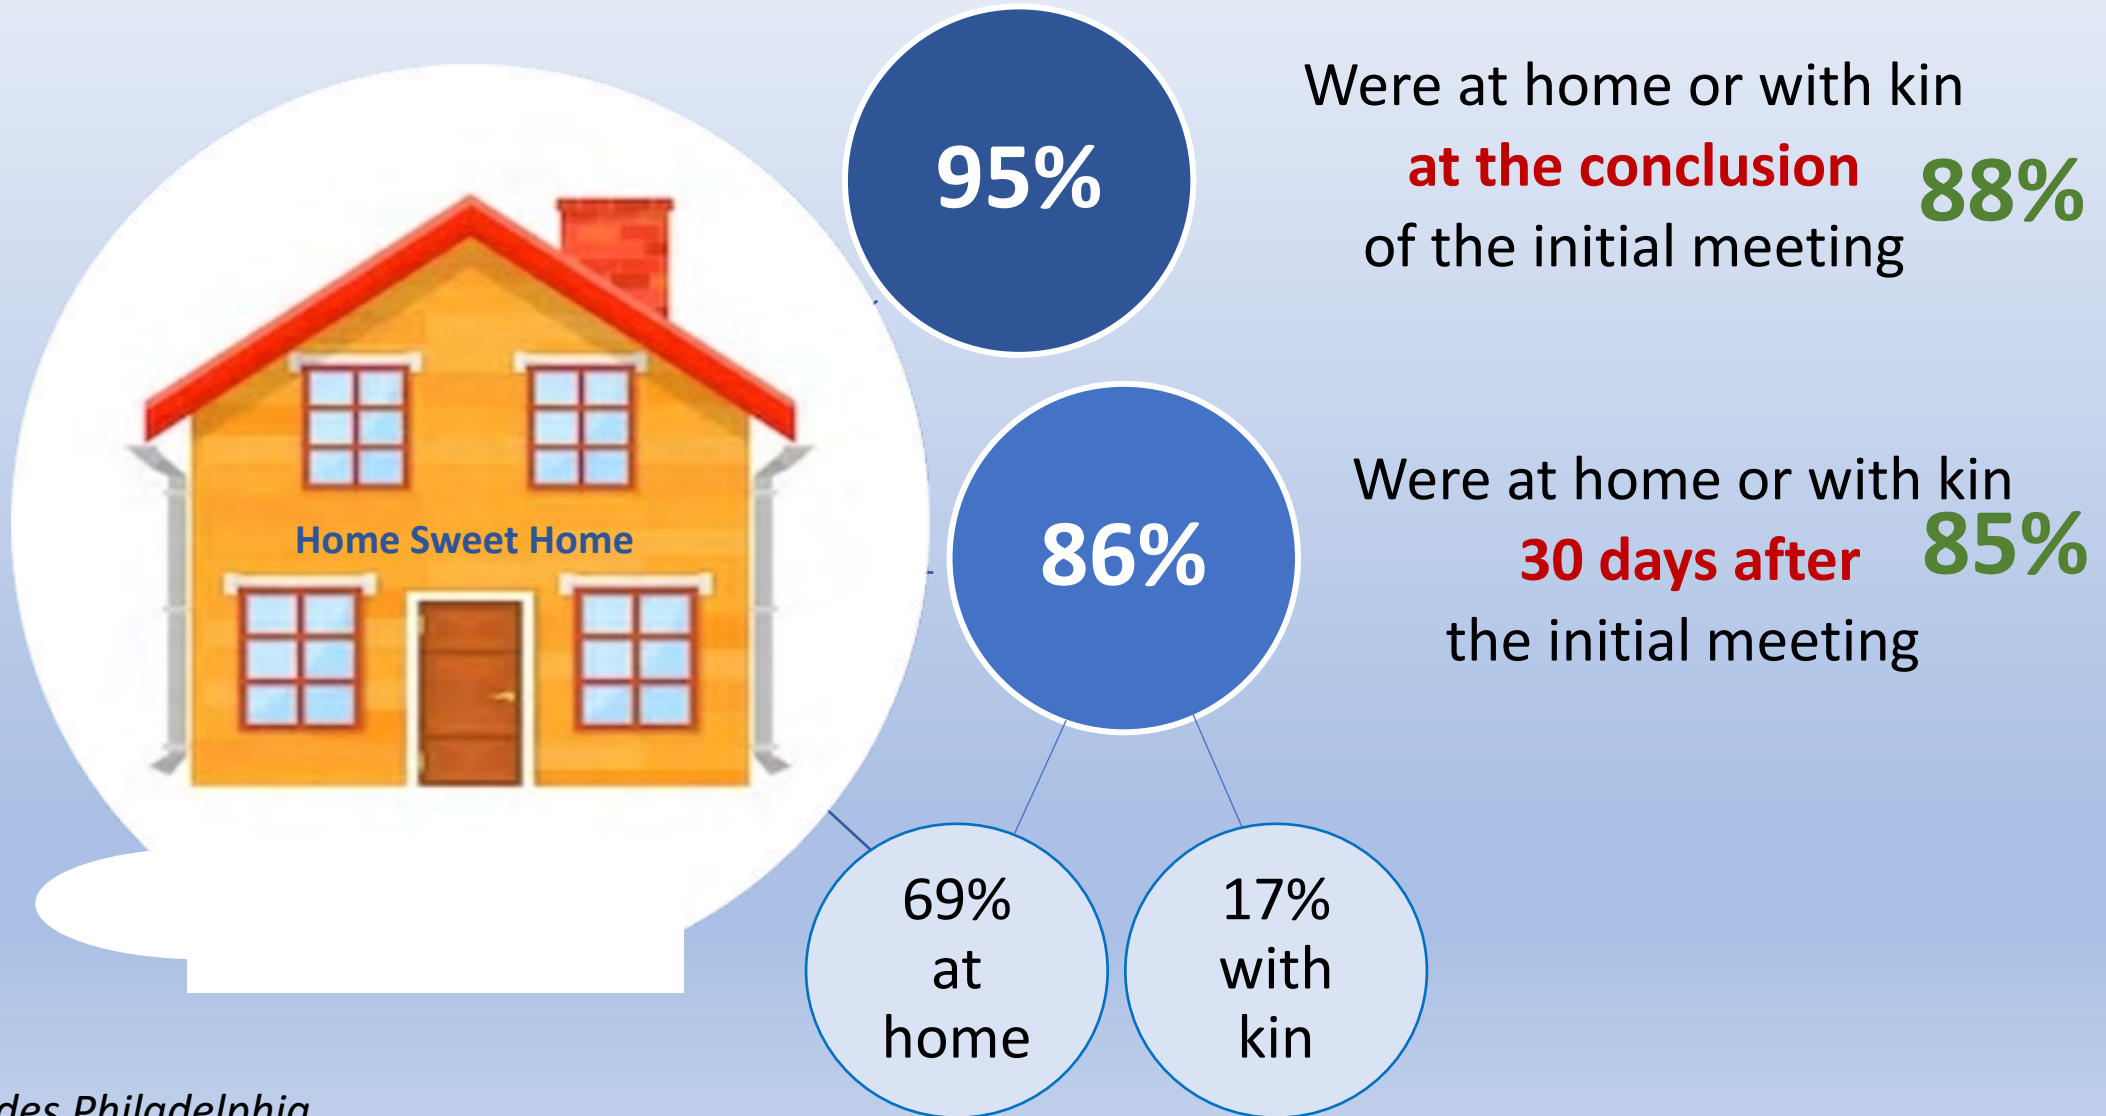 95%
Were at home or with kin
at the conclusion
88%
of the initial meeting
Home Sweet Home
86%
Were at home or with kin
30 days after
85%
the initial meeting
69%
at
home
17%
with
kin
Philadelphia